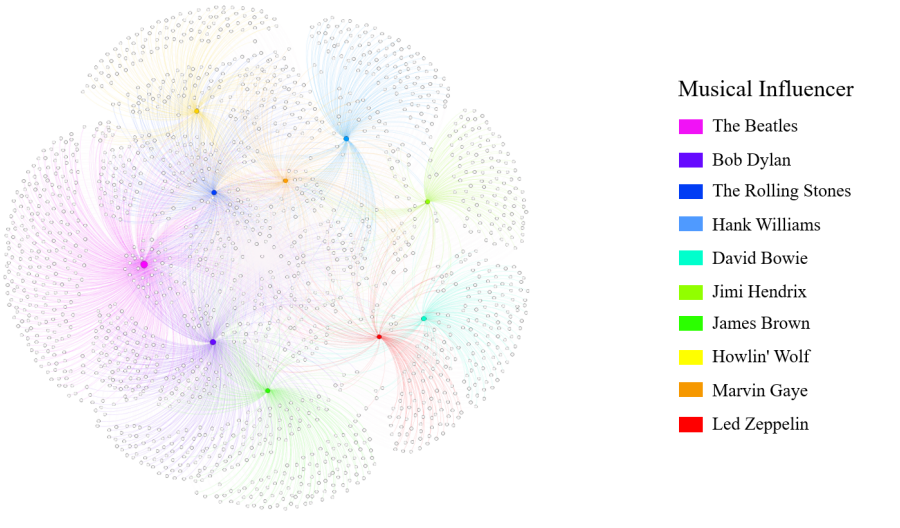 Musical Influencer
The Beatles
Bob Dylan
The Rolling Stones
Hank Williams
David Bowie
Jimi Hendrix
James Brown
Howlin' Wolf
Marvin Gaye
Led Zeppelin